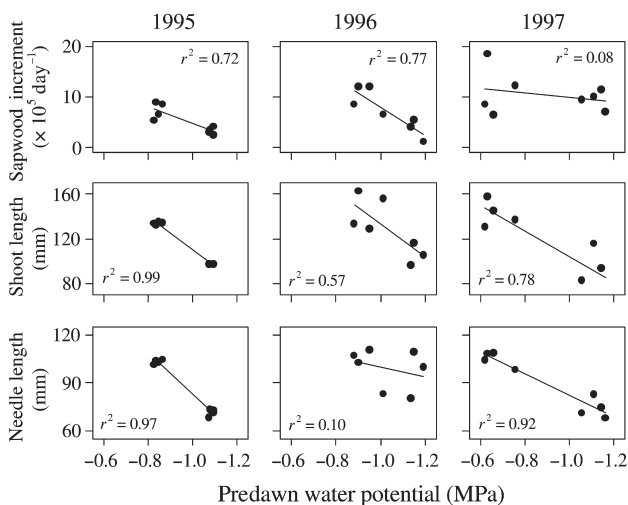 1995 1996 1997
Sapwood increment
(× 10⁵ day⁻¹)
20
10
0
r² = 0.72
r² = 0.77
r² = 0.08
Shoot length
(mm)
160
120
80
r² = 0.99
r² = 0.57
r² = 0.78
Needle length
(mm)
120
90
60
r² = 0.97
r² = 0.10
r² = 0.92
−0.6 −0.8 −1.0 −1.2 −0.6 −0.8 −1.0 −1.2 −0.6 −0.8 −1.0 −1.2
Predawn water potential (MPa)